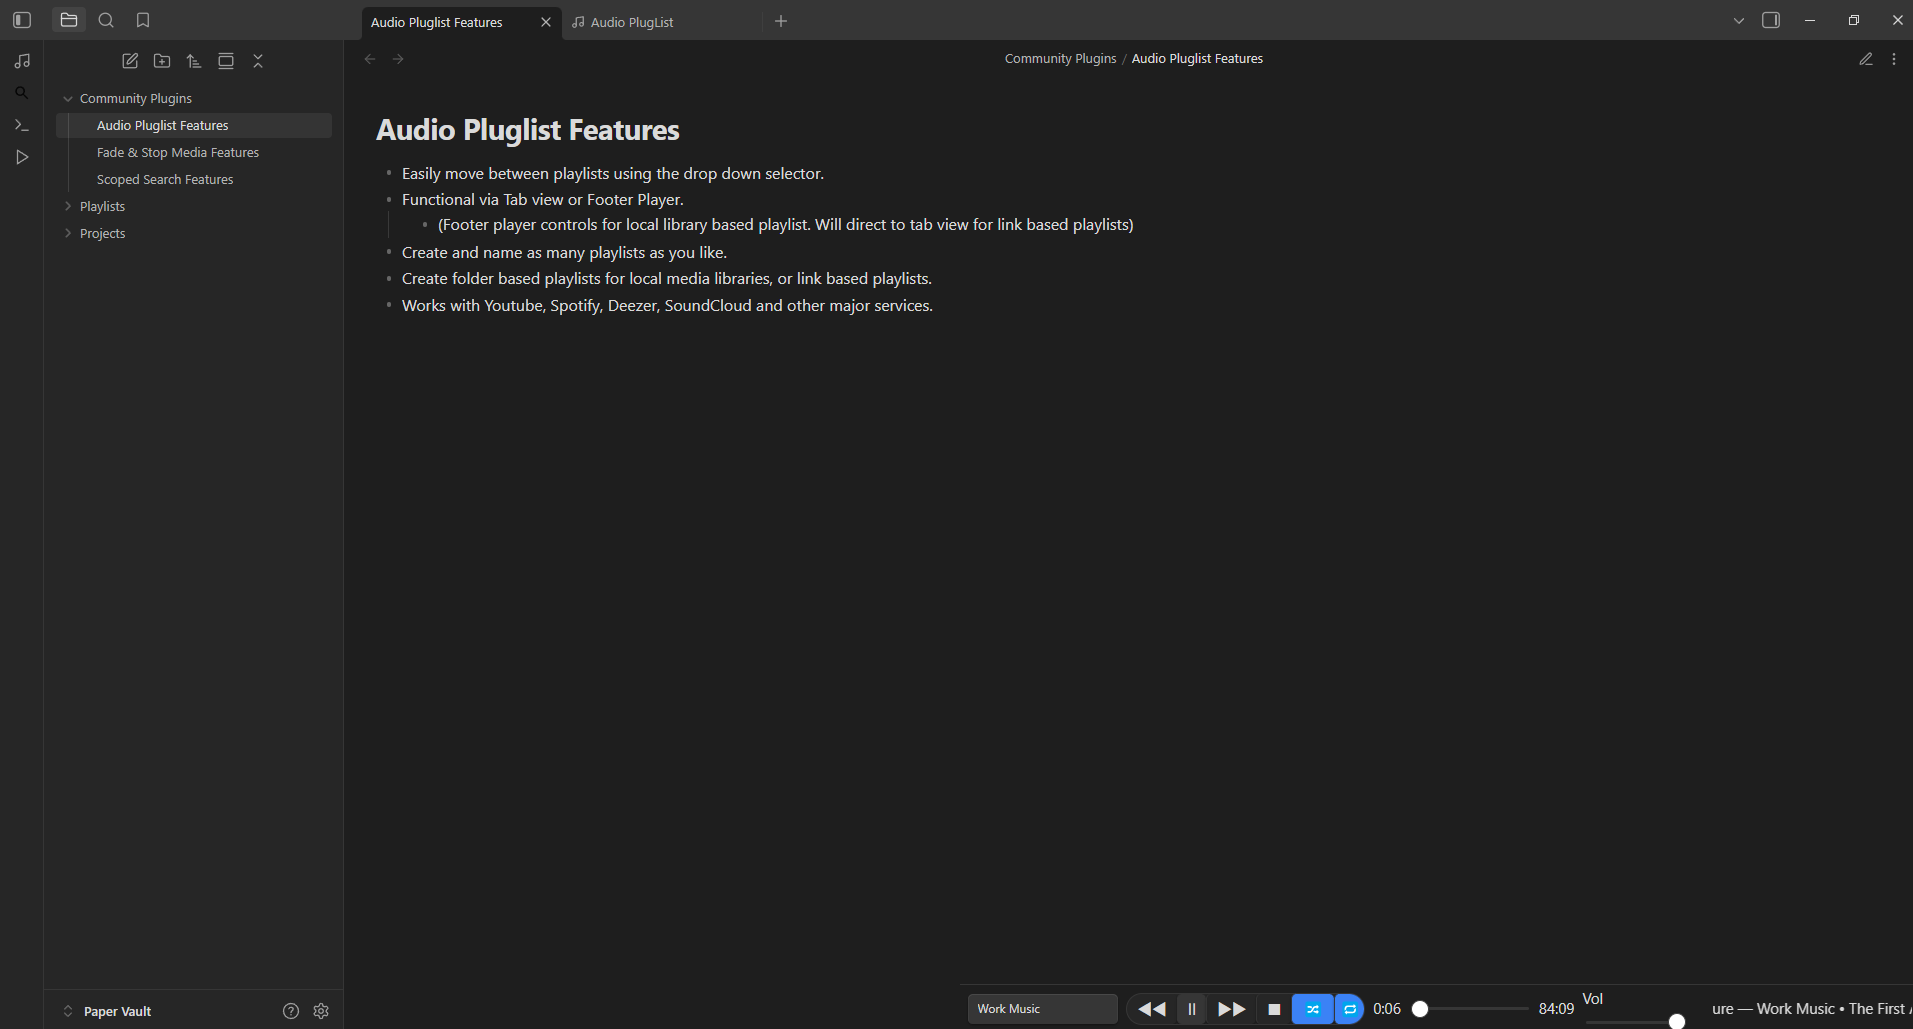 Audio Pluglist Features
Audio PlugList
Community Plugins / Audio Pluglist Features
Community Plugins
Audio Pluglist Features
Fade & Stop Media Features
Scoped Search Features
Playlists
Projects
Audio Pluglist Features
Easily move between playlists using the drop down selector.
Functional via Tab view or Footer Player.
(Footer player controls for local library based playlist. Will direct to tab view for link based playlists)
Create and name as many playlists as you like.
Create folder based playlists for local media libraries, or link based playlists.
Works with Youtube, Spotify, Deezer, SoundCloud and other major services.
Paper Vault
Work Music
0:06
84:09
Vol
ure — Work Music • The First